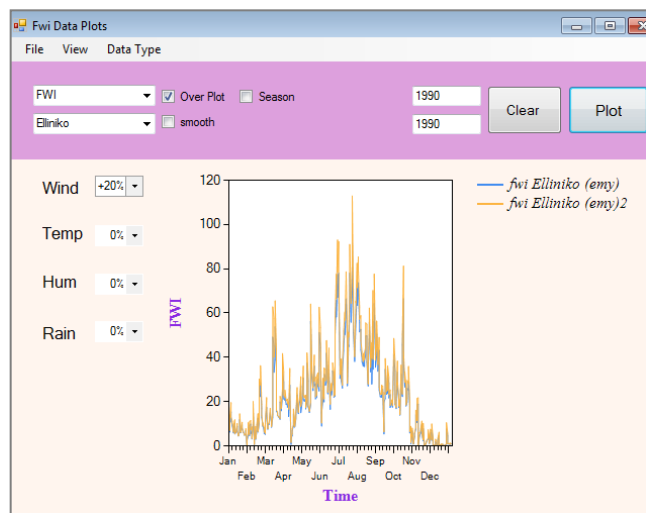 Fwi Data Plots
File View Data Type
FWI Over Plot Season 1990
Elliniko smooth 1990
Clear Plot
Wind +20%
Temp 0%
Hum 0%
Rain 0%
120
100
80
60
40
20
0
FWI
Jan Mar May Jul Sep Nov
Feb Apr Jun Aug Oct Dec
Time
fwi Elliniko (emy)
fwi Elliniko (emy)2